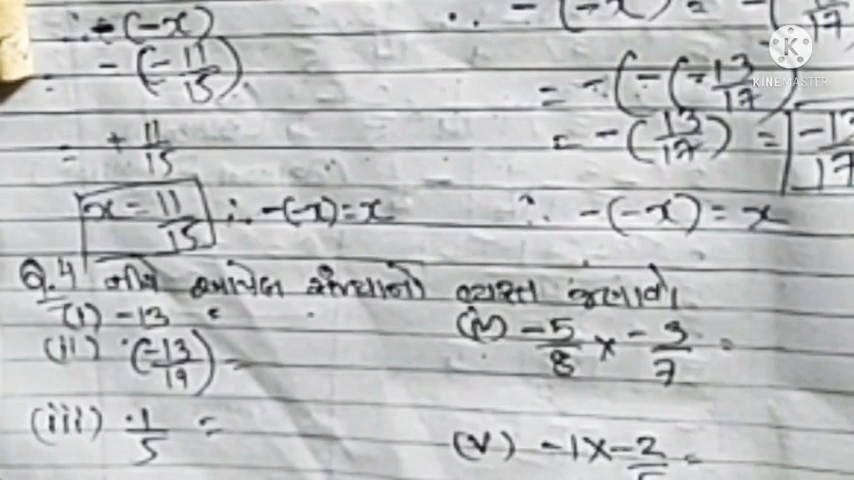 ∴ -(-x)
- (-11/15)
= + 11/15
x = 11/15 ∴ -(-x) = x
∴ - (-x) = -(
17)
= - (-(-13/17)
= - (13/17) = -13/17
∴ -(-x) = x
KINEMASTER
Q.4 નીચે આપેલ સંખ્યાનો વ્યસ્ત જણાવો.
(i) -13 =
(ii) (-13/19) =
(iii) 1/5 =
(iv) -5/8 × -3/7 =
(v) -1 × -2/5 =